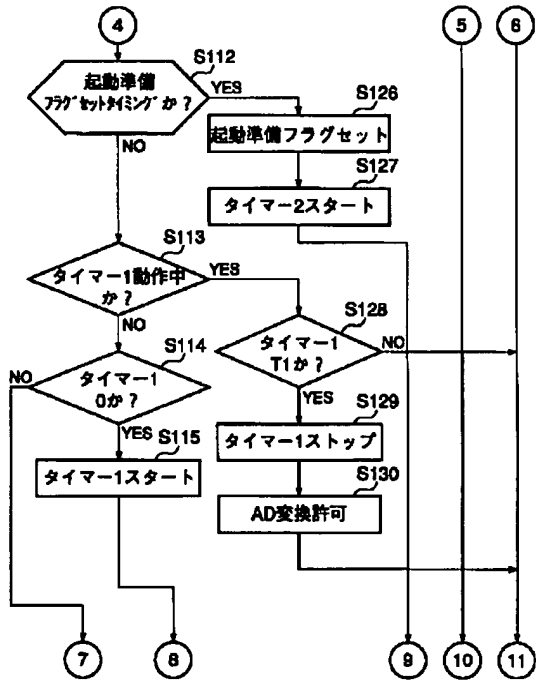 4
5
6
S112
起動準備
フラグセットタイミングか?
YES
NO
S126
起動準備フラグセット
S127
タイマー2スタート
S113
タイマー1動作中
か?
YES
NO
S128
タイマー1
T1か?
NO
YES
S114
タイマー1
0か?
NO
YES
S129
タイマー1ストップ
S115
タイマー1スタート
S130
AD変換許可
7
8
9
10
11